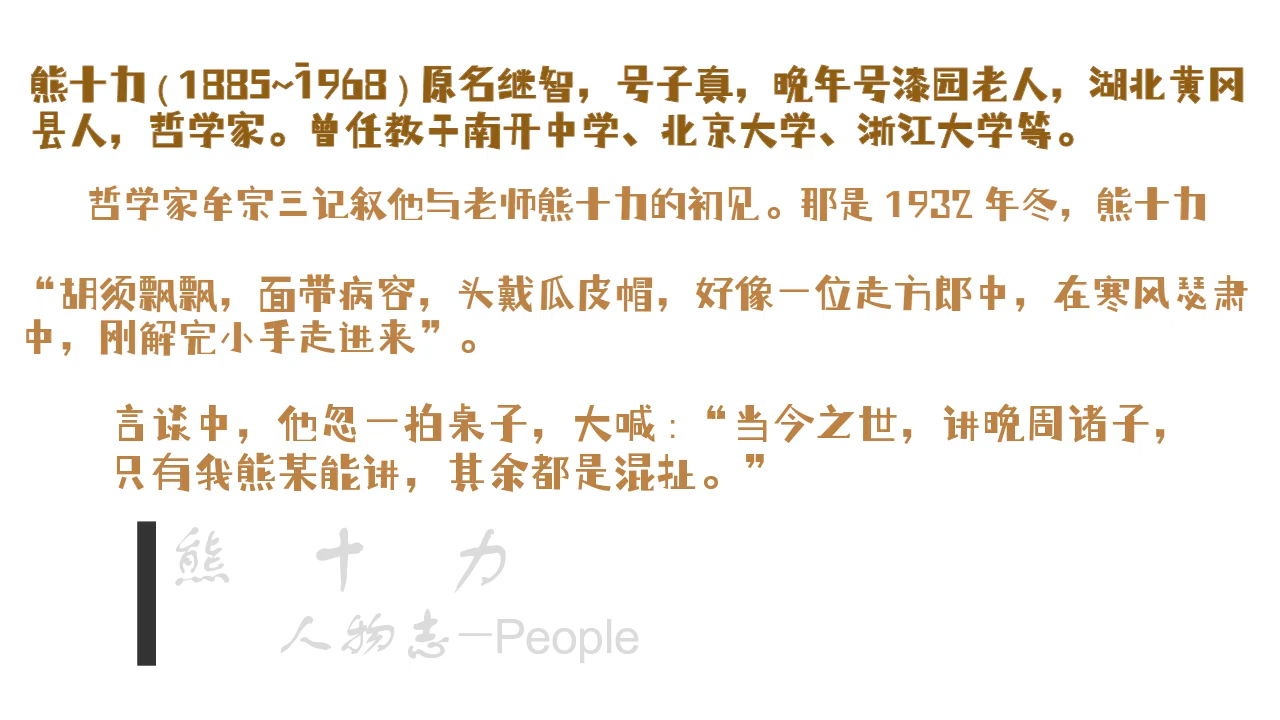 熊十力（1885~1968）原名继智，号子真，晚年号漆园老人，湖北黄冈
县人，哲学家。曾任教于南开中学、北京大学、浙江大学等。
哲学家牟宗三记叙他与老师熊十力的初见。那是 1932 年冬，熊十力
“胡须飘飘，面带病容，头戴瓜皮帽，好像一位走方郎中，在寒风瑟肃
中，刚解完小手走进来”。
言谈中，他忽一拍桌子，大喊：“当今之世，讲晚周诸子，
只有我熊某能讲，其余都是混扯。”
熊 十 力
人物志—People